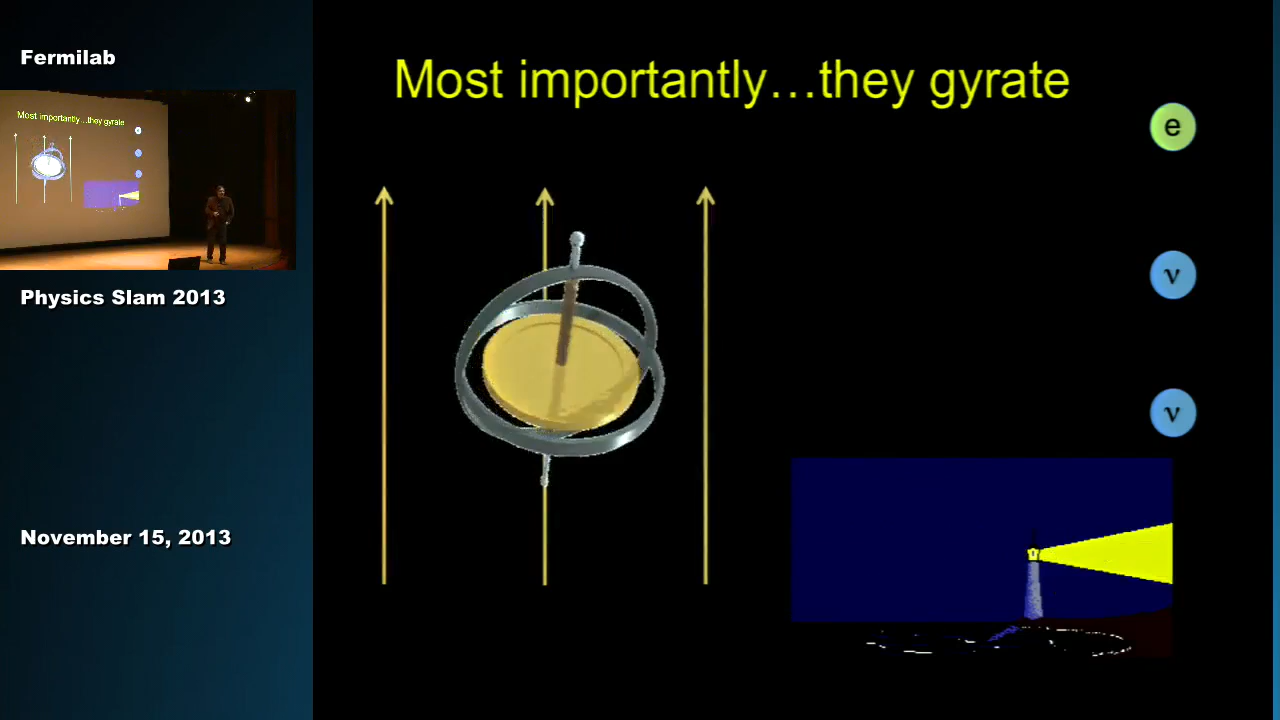 Fermilab
Most importantly...they gyrate
Physics Slam 2013
November 15, 2013
Most importantly…they gyrate
e
ν
ν